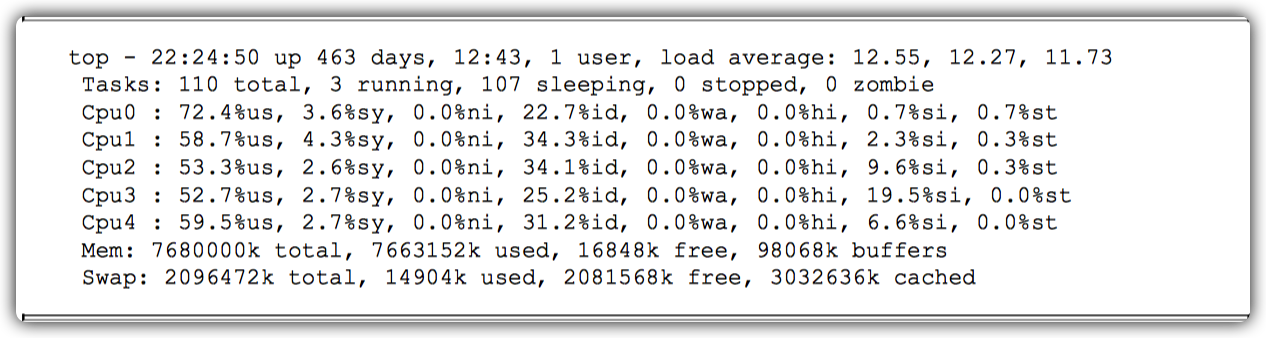 top - 22:24:50 up 463 days, 12:43, 1 user, load average: 12.55, 12.27, 11.73
Tasks: 110 total, 3 running, 107 sleeping, 0 stopped, 0 zombie
Cpu0 : 72.4%us, 3.6%sy, 0.0%ni, 22.7%id, 0.0%wa, 0.0%hi, 0.7%si, 0.7%st
Cpu1 : 58.7%us, 4.3%sy, 0.0%ni, 34.3%id, 0.0%wa, 0.0%hi, 2.3%si, 0.3%st
Cpu2 : 53.3%us, 2.6%sy, 0.0%ni, 34.1%id, 0.0%wa, 0.0%hi, 9.6%si, 0.3%st
Cpu3 : 52.7%us, 2.7%sy, 0.0%ni, 25.2%id, 0.0%wa, 0.0%hi, 19.5%si, 0.0%st
Cpu4 : 59.5%us, 2.7%sy, 0.0%ni, 31.2%id, 0.0%wa, 0.0%hi, 6.6%si, 0.0%st
Mem: 7680000k total, 7663152k used, 16848k free, 98068k buffers
Swap: 2096472k total, 14904k used, 2081568k free, 3032636k cached